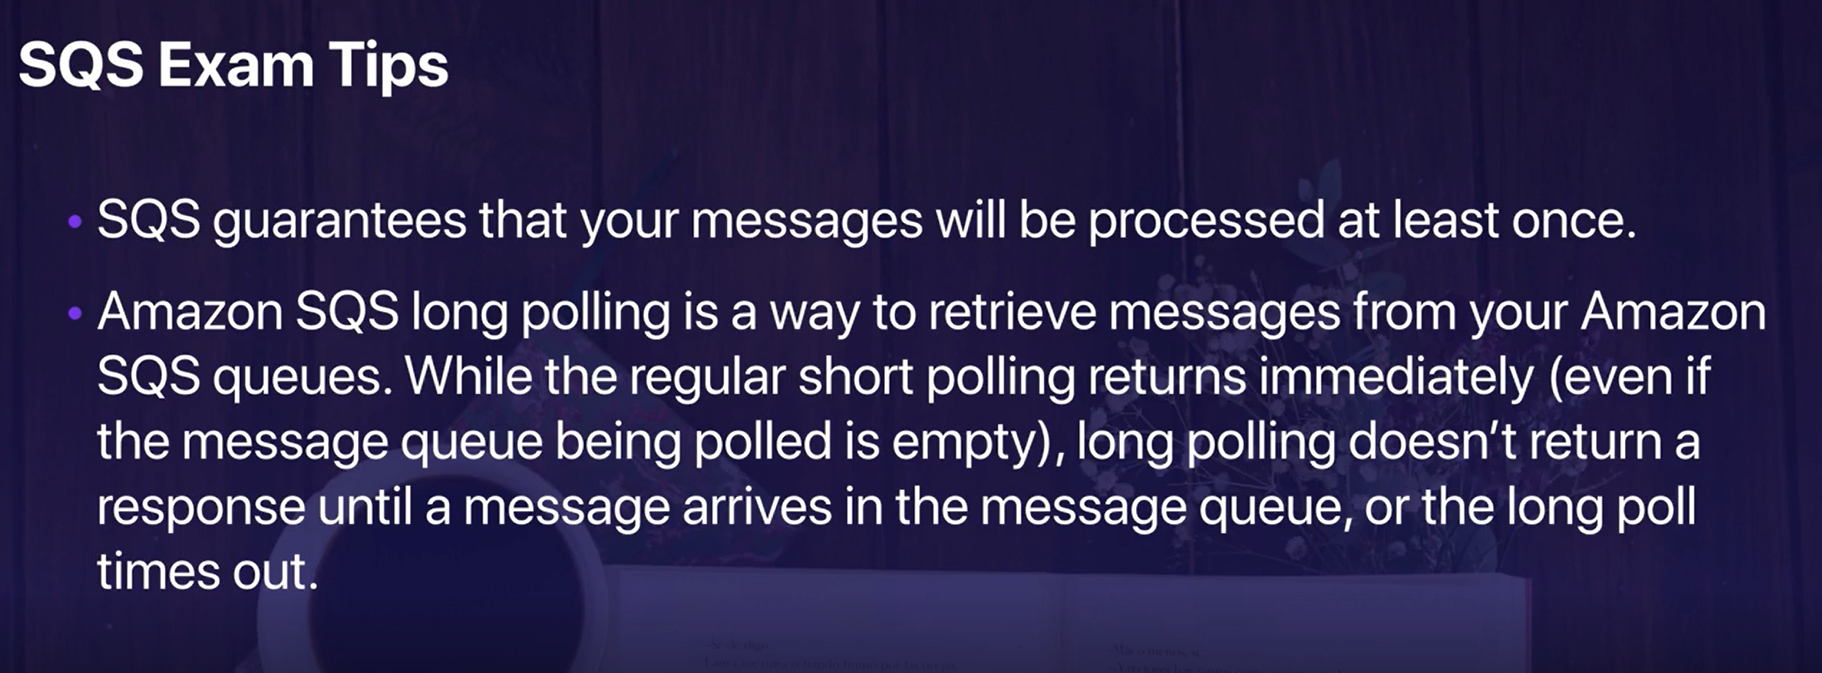 SQS Exam Tips
• SQS guarantees that your messages will be processed at least once.
• Amazon SQS long polling is a way to retrieve messages from your Amazon
SQS queues. While the regular short polling returns immediately (even if
the message queue being polled is empty), long polling doesn’t return a
response until a message arrives in the message queue, or the long poll
times out.